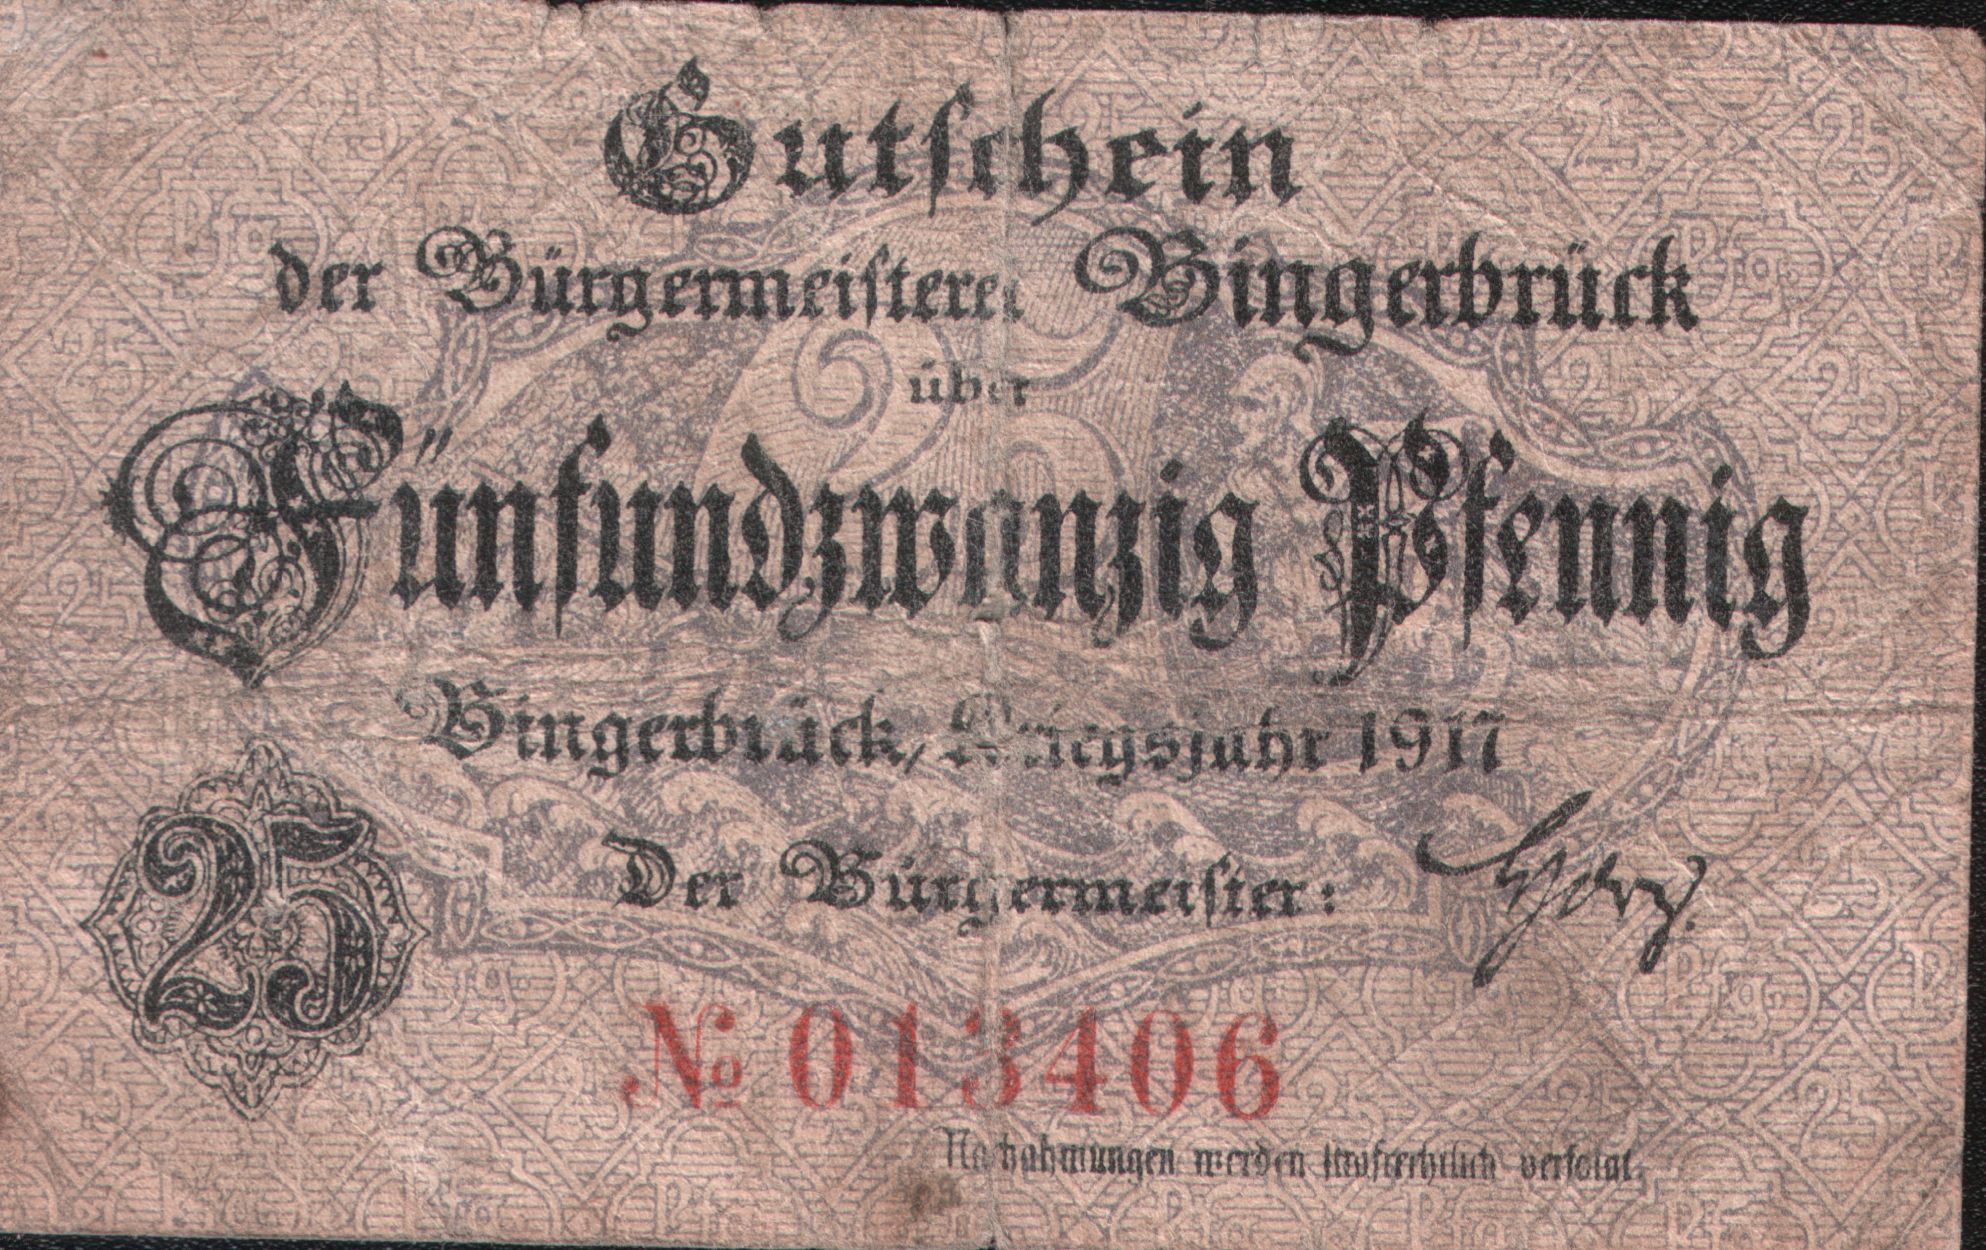 Gutschein
der Bürgermeisterei Bingerbrück
über
Fünfundzwanzig Pfennig
Bingerbrück, Kriegsjahr 1917
25
Der Bürgermeister:
No 013406
Nachahmungen werden strafrechtlich verfolgt.